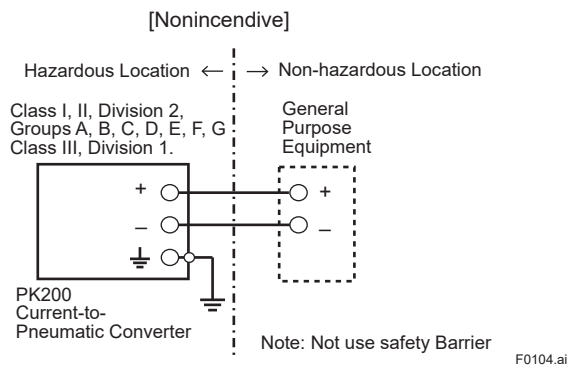 [Nonincendive]
Hazardous Location ← → Non-hazardous Location
Class I, II, Division 2,
Groups A, B, C, D, E, F, G
Class III, Division 1.
General
Purpose
Equipment
+
–
+
–
PK200
Current-to-
Pneumatic Converter
Note: Not use safety Barrier
F0104.ai